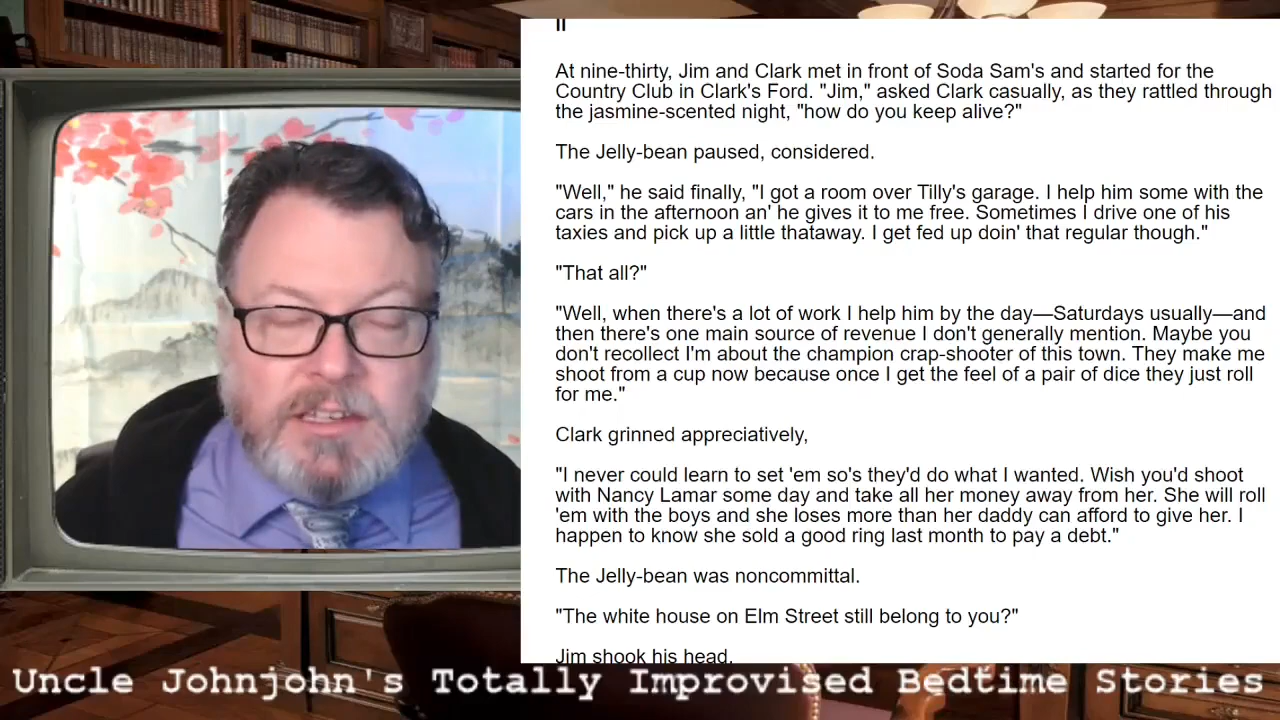 II
At nine-thirty, Jim and Clark met in front of Soda Sam's and started for the
Country Club in Clark's Ford. "Jim," asked Clark casually, as they rattled through
the jasmine-scented night, "how do you keep alive?"
The Jelly-bean paused, considered.
"Well," he said finally, "I got a room over Tilly's garage. I help him some with the
cars in the afternoon an' he gives it to me free. Sometimes I drive one of his
taxies and pick up a little thataway. I get fed up doin' that regular though."
"That all?"
"Well, when there's a lot of work I help him by the day—Saturdays usually—and
then there's one main source of revenue I don't generally mention. Maybe you
don't recollect I'm about the champion crap-shooter of this town. They make me
shoot from a cup now because once I get the feel of a pair of dice they just roll
for me."
Clark grinned appreciatively,
"I never could learn to set 'em so's they'd do what I wanted. Wish you'd shoot
with Nancy Lamar some day and take all her money away from her. She will roll
'em with the boys and she loses more than her daddy can afford to give her. I
happen to know she sold a good ring last month to pay a debt."
The Jelly-bean was noncommittal.
"The white house on Elm Street still belong to you?"
Jim shook his head.
Uncle Johnjohn's Totally Improvised Bedtime Stories